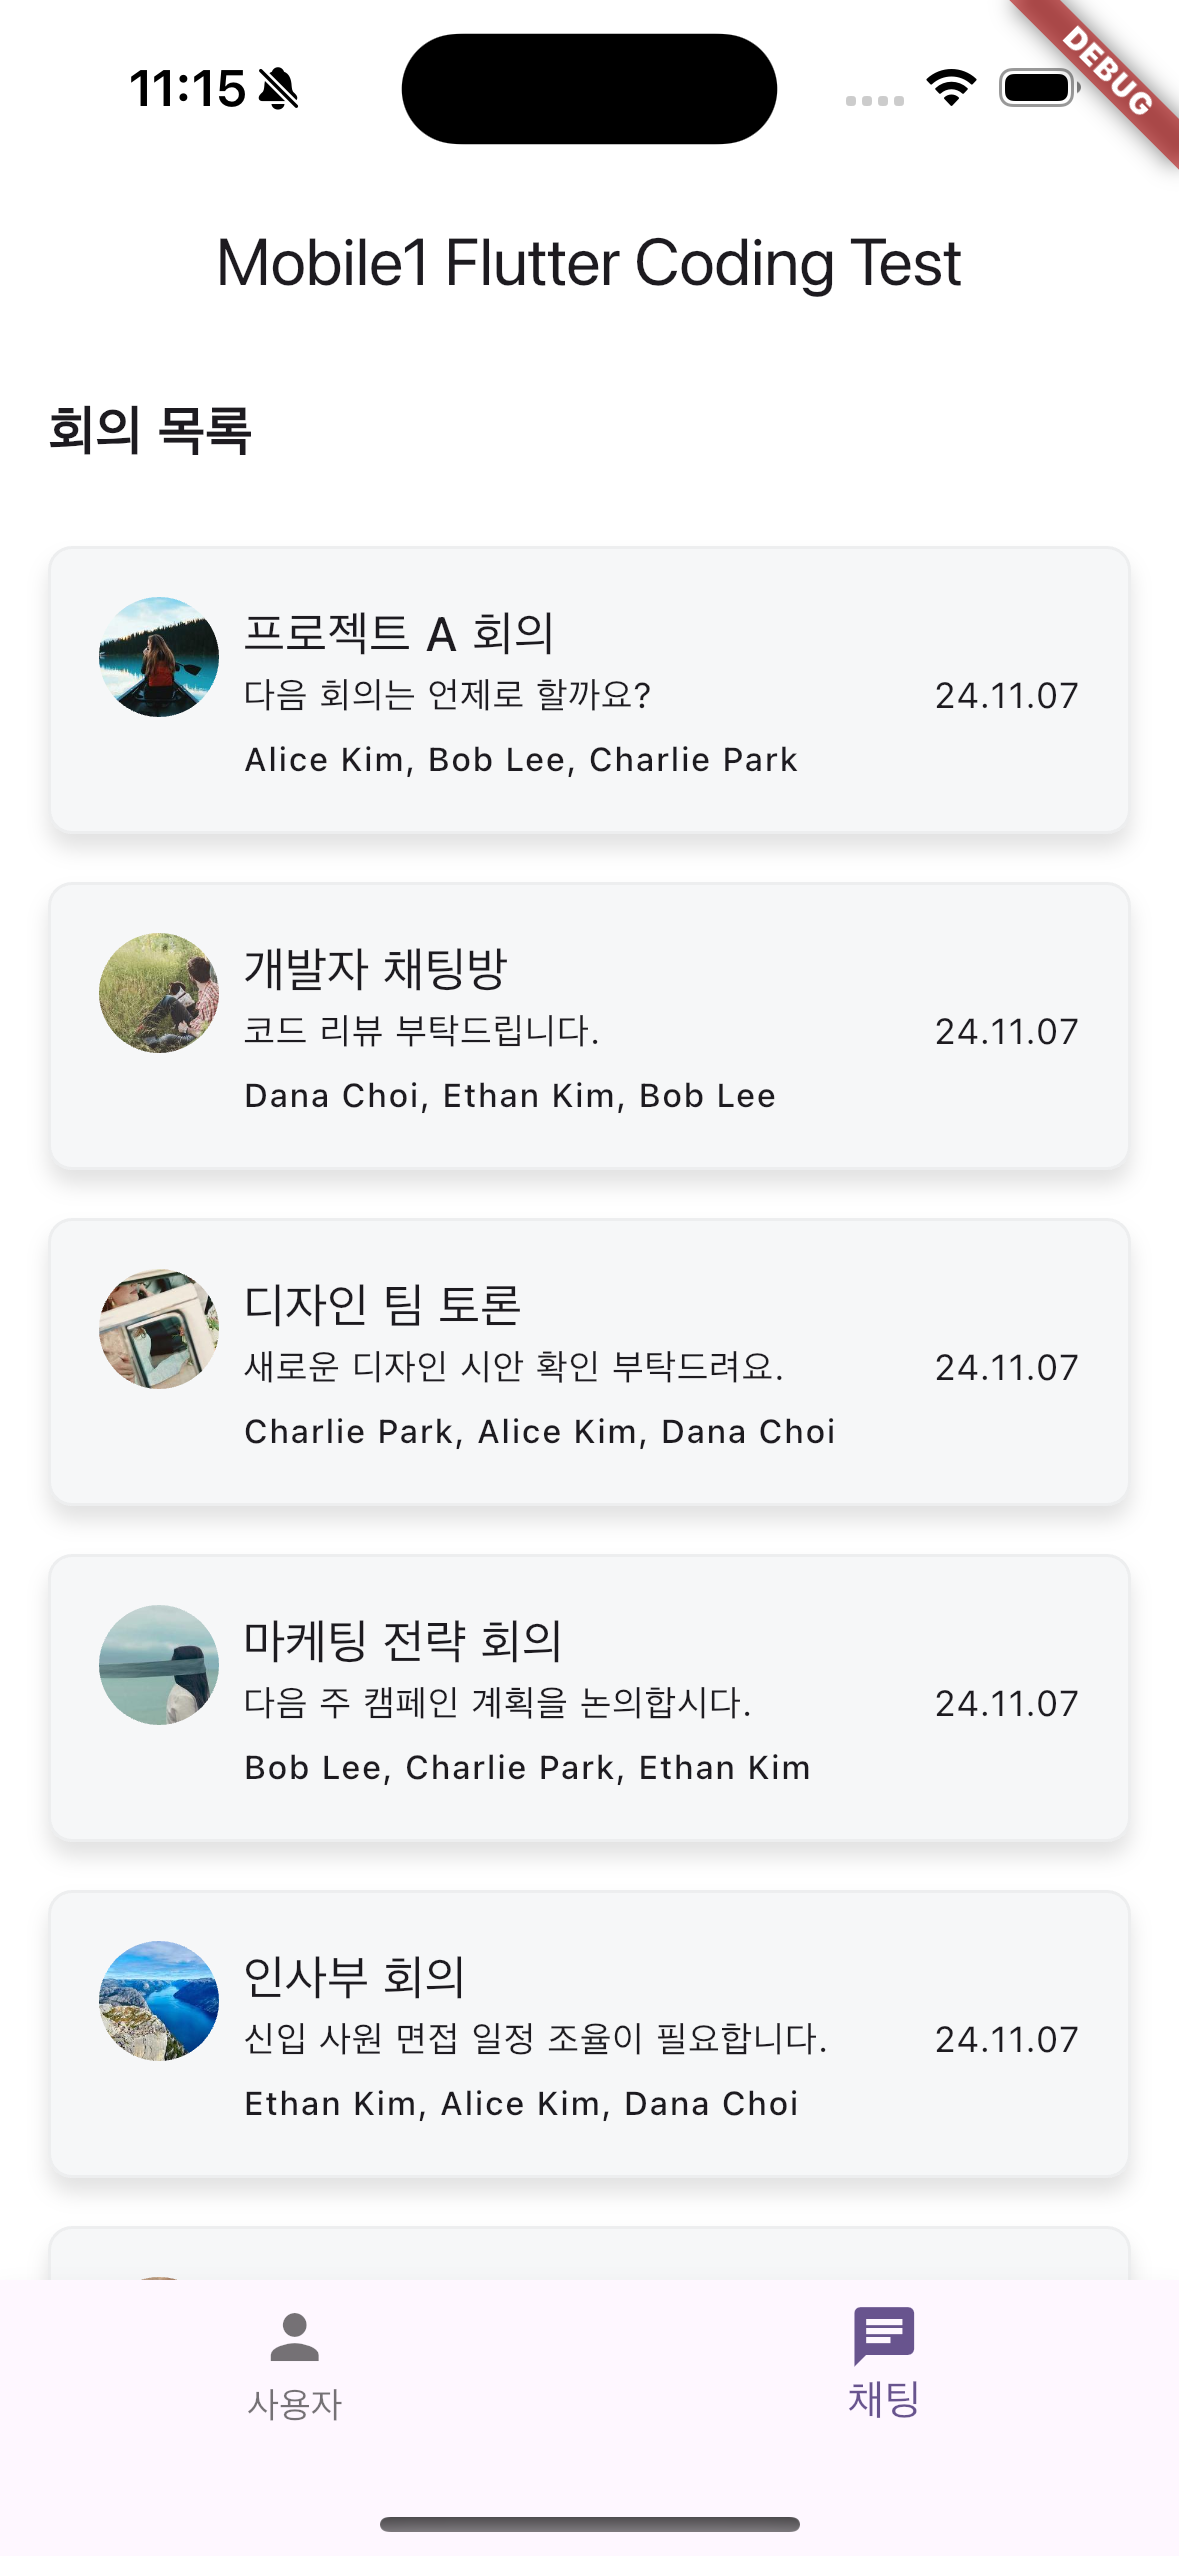 11:15
DEBUG
Mobile1 Flutter Coding Test
회의 목록
프로젝트 A 회의
다음 회의는 언제로 할까요?
24.11.07
Alice Kim, Bob Lee, Charlie Park
개발자 채팅방
코드 리뷰 부탁드립니다.
24.11.07
Dana Choi, Ethan Kim, Bob Lee
디자인 팀 토론
새로운 디자인 시안 확인 부탁드려요.
24.11.07
Charlie Park, Alice Kim, Dana Choi
마케팅 전략 회의
다음 주 캠페인 계획을 논의합시다.
24.11.07
Bob Lee, Charlie Park, Ethan Kim
인사부 회의
신입 사원 면접 일정 조율이 필요합니다.
24.11.07
Ethan Kim, Alice Kim, Dana Choi
사용자
채팅